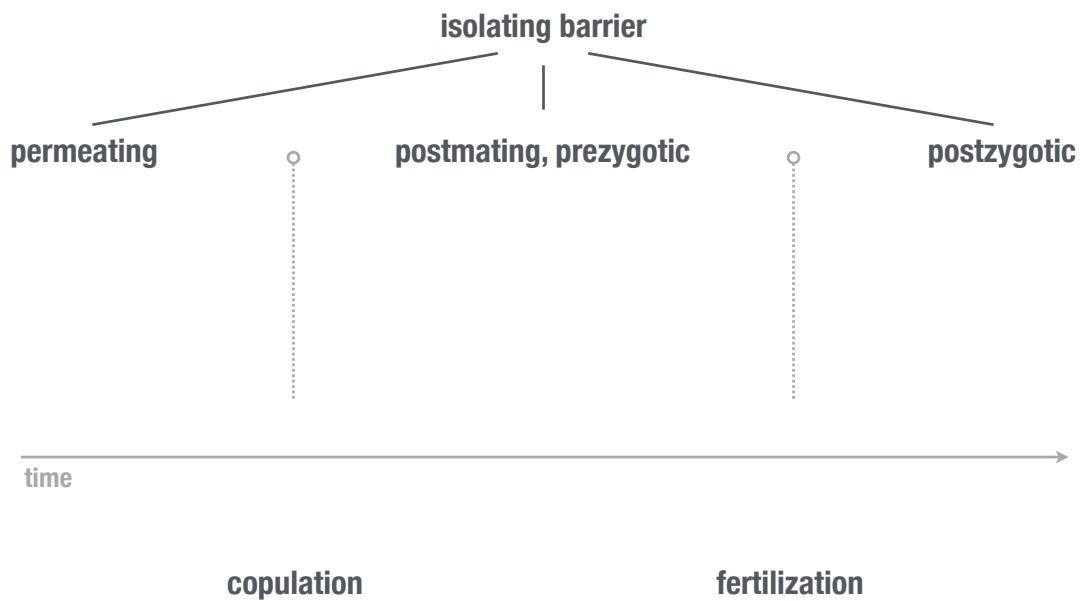 isolating barrier
permeating postmating, prezygotic postzygotic
time
copulation fertilization